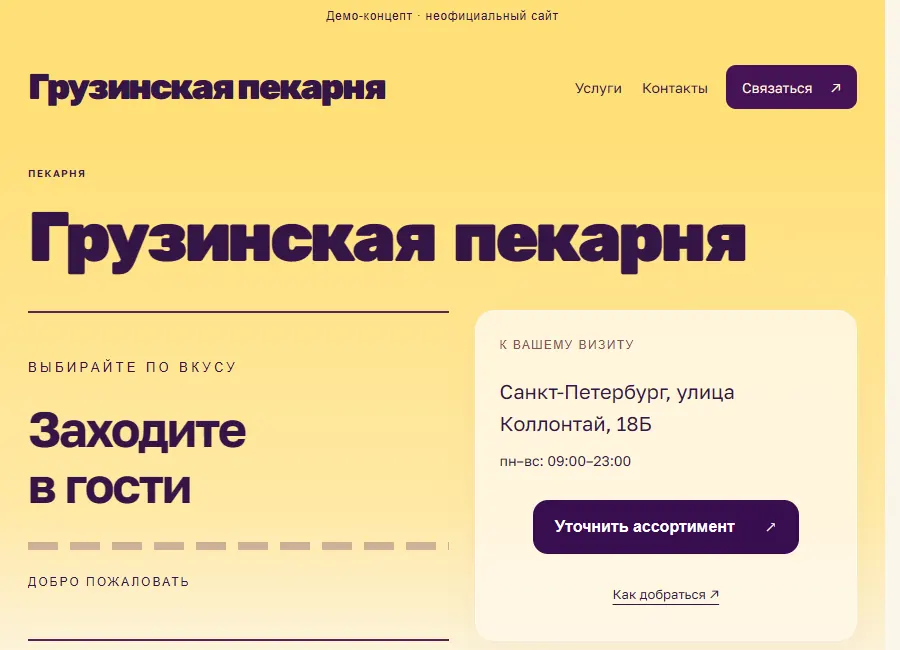 Демо-концепт · неофициальный сайт
Грузинская пекарня
Услуги
Контакты
Связаться ↗
ПЕКАРНЯ
Грузинская пекарня
ВЫБИРАЙТЕ ПО ВКУСУ
Заходите
в гости
ДОБРО ПОЖАЛОВАТЬ
К ВАШЕМУ ВИЗИТУ
Санкт-Петербург, улица
Коллонтай, 18Б
пн–вс: 09:00–23:00
Уточнить ассортимент ↗
Как добраться ↗